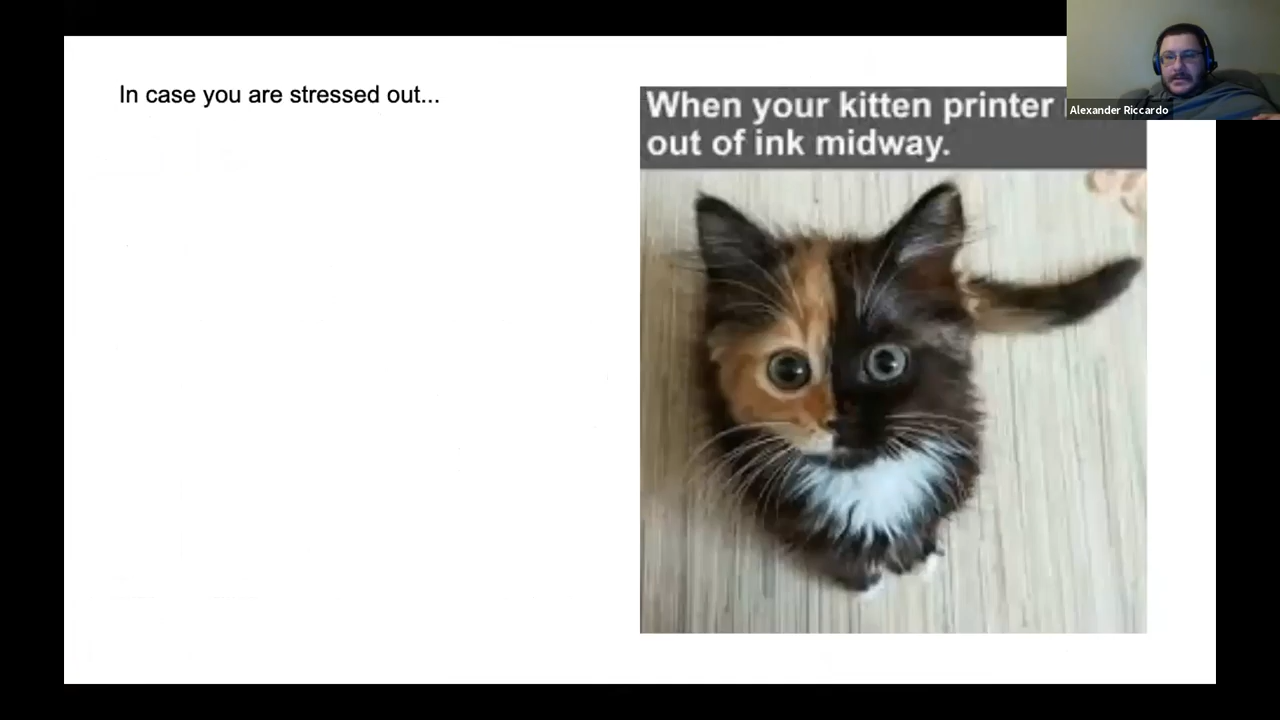 In case you are stressed out...
When your kitten printer
out of ink midway.
Alexander Riccardo